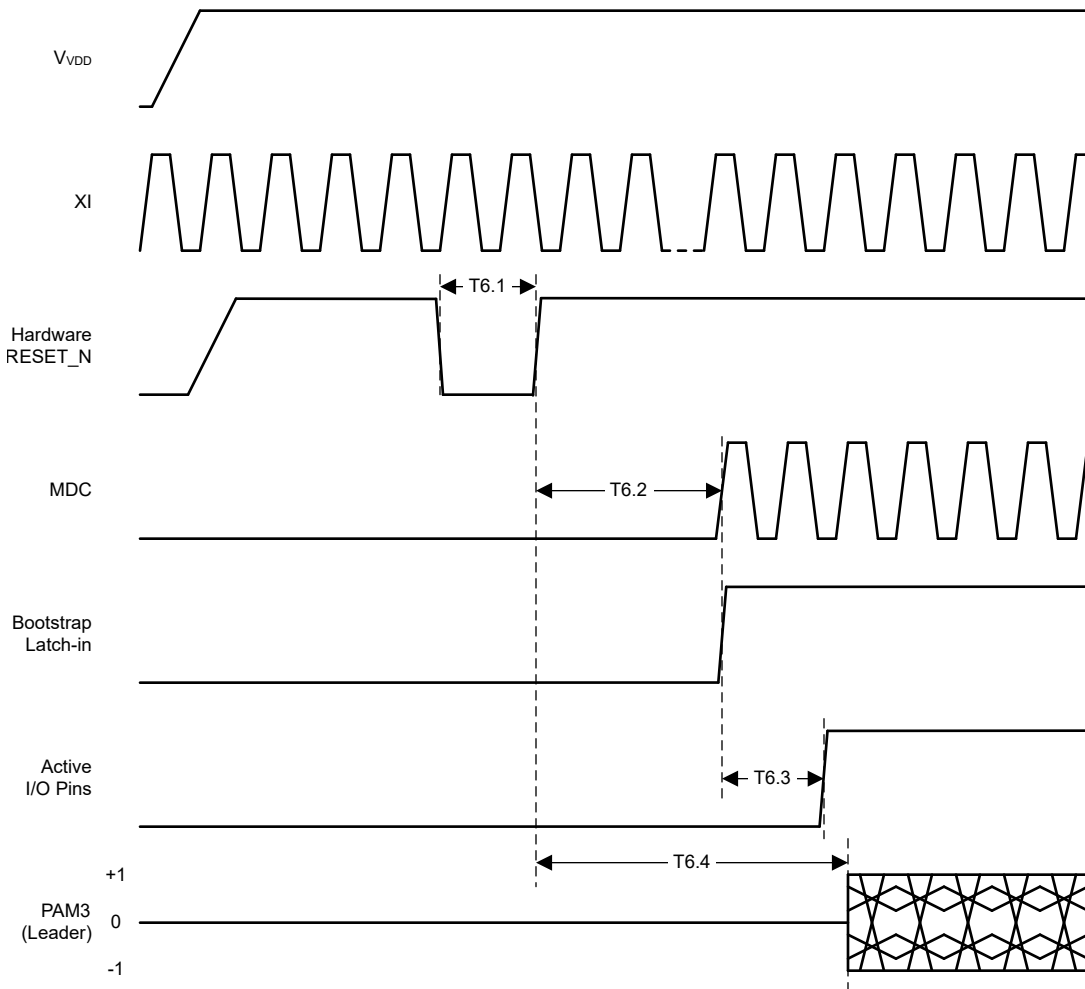 VVDD
XI
T6.1
Hardware
RESET_N
MDC
T6.2
Bootstrap
Latch-in
Active
I/O Pins
T6.3
T6.4
+1
PAM3
0
(Leader)
-1